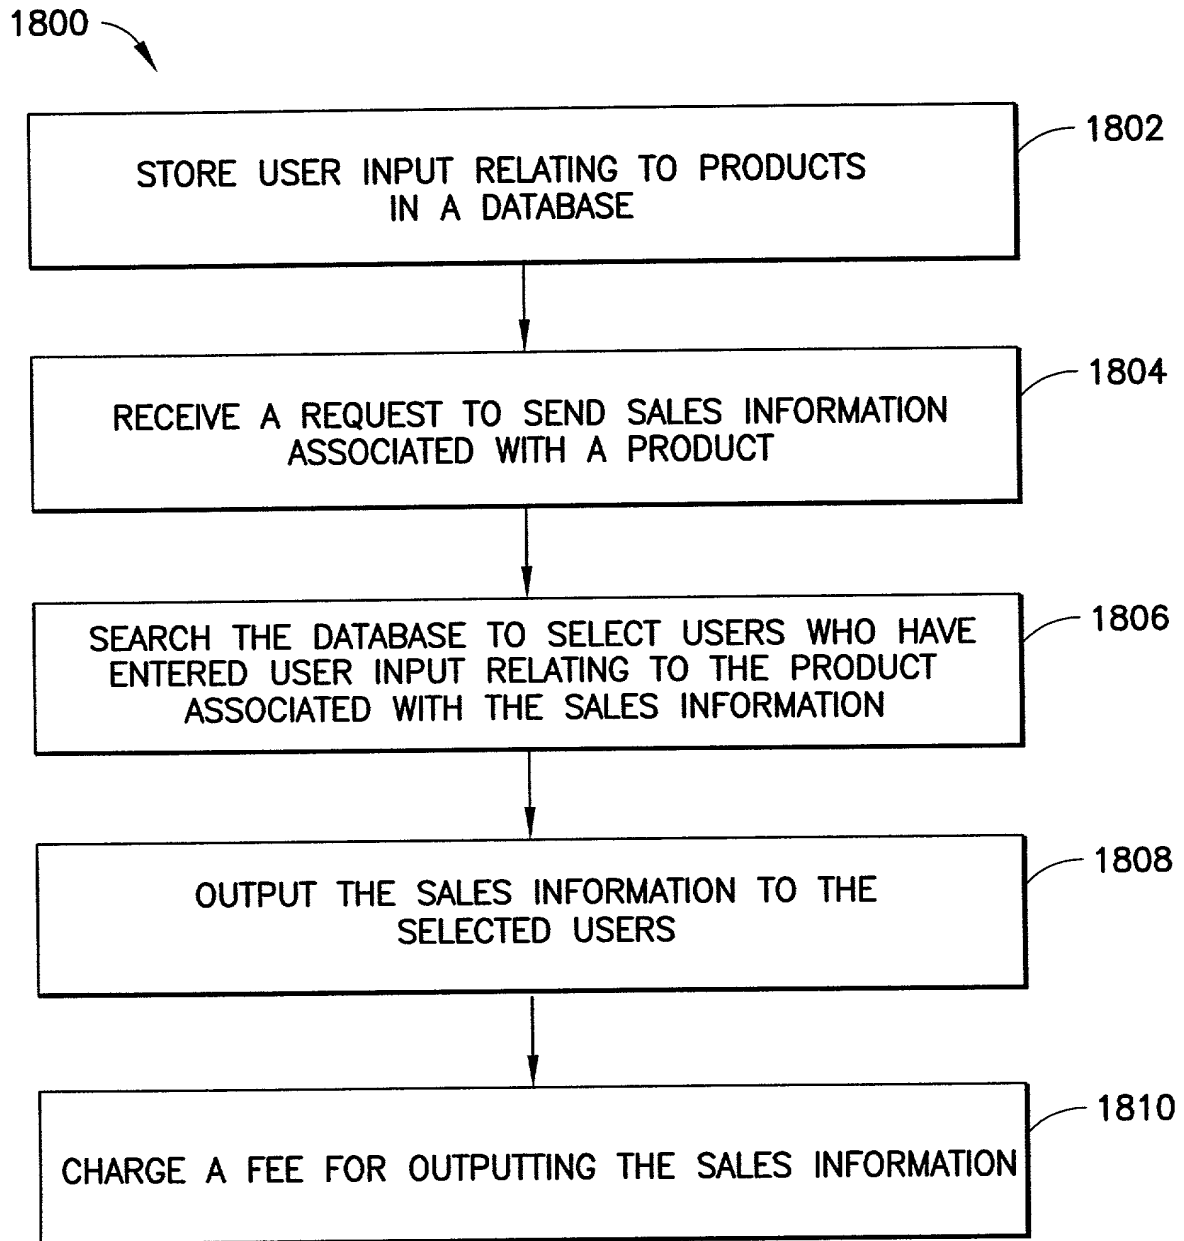 1800
STORE USER INPUT RELATING TO PRODUCTS
IN A DATABASE
1802
RECEIVE A REQUEST TO SEND SALES INFORMATION
ASSOCIATED WITH A PRODUCT
1804
SEARCH THE DATABASE TO SELECT USERS WHO HAVE
ENTERED USER INPUT RELATING TO THE PRODUCT
ASSOCIATED WITH THE SALES INFORMATION
1806
OUTPUT THE SALES INFORMATION TO THE
SELECTED USERS
1808
CHARGE A FEE FOR OUTPUTTING THE SALES INFORMATION
1810